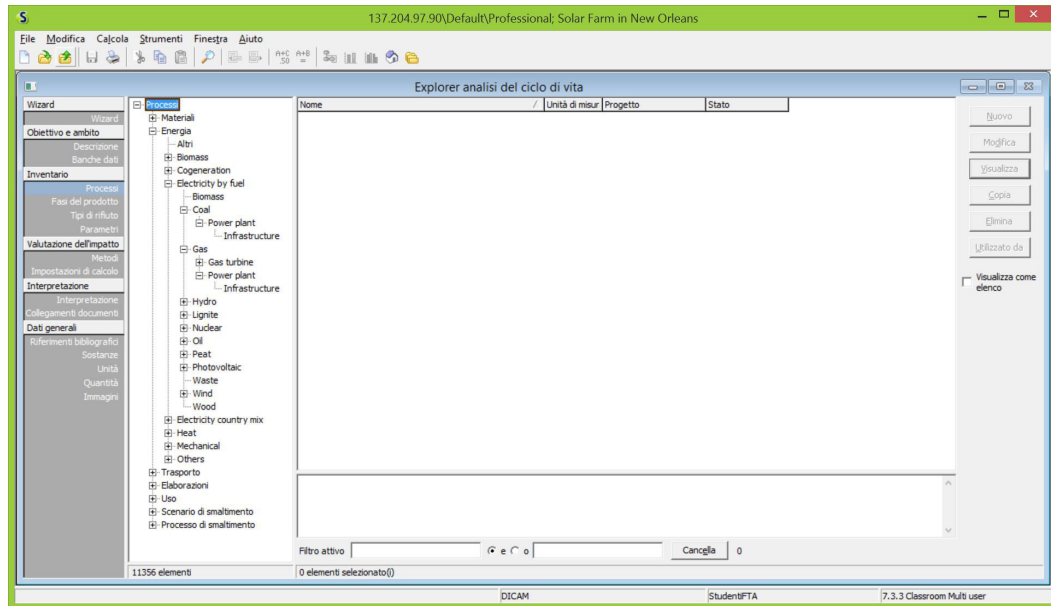 S
137.204.97.90\Default\Professional; Solar Farm in New Orleans
File Modifica Calcola Strumenti Finestra Aiuto
A+C 50 A+B =
Explorer analisi del ciclo di vita
Wizard
Wizard
Obiettivo e ambito
Descrizione
Banche dati
Inventario
Processi
Fasi del prodotto
Tipi di rifiuto
Parametri
Valutazione dell'impatto
Metodi
Impostazioni di calcolo
Interpretazione
Interpretazione
Collegamenti documenti
Dati generali
Riferimenti bibliografici
Sostanze
Unità
Quantità
Immagini
Processi
Materiali
Energia
Altri
Biomass
Cogeneration
Electricity by fuel
Biomass
Coal
Power plant
Infrastructure
Gas
Gas turbine
Power plant
Infrastructure
Hydro
Lignite
Nuclear
Oil
Peat
Photovoltaic
Waste
Wind
Wood
Electricity country mix
Heat
Mechanical
Others
Trasporto
Elaborazioni
Uso
Scenario di smaltimento
Processo di smaltimento
Nome / Unità di misur Progetto Stato
Nuovo
Modifica
Visualizza
Copia
Elimina
Utilizzato da
Visualizza come
elenco
Filtro attivo e o Cancella 0
11356 elementi 0 elementi selezionato(i)
DICAM StudentiFTA 7.3.3 Classroom Multi user